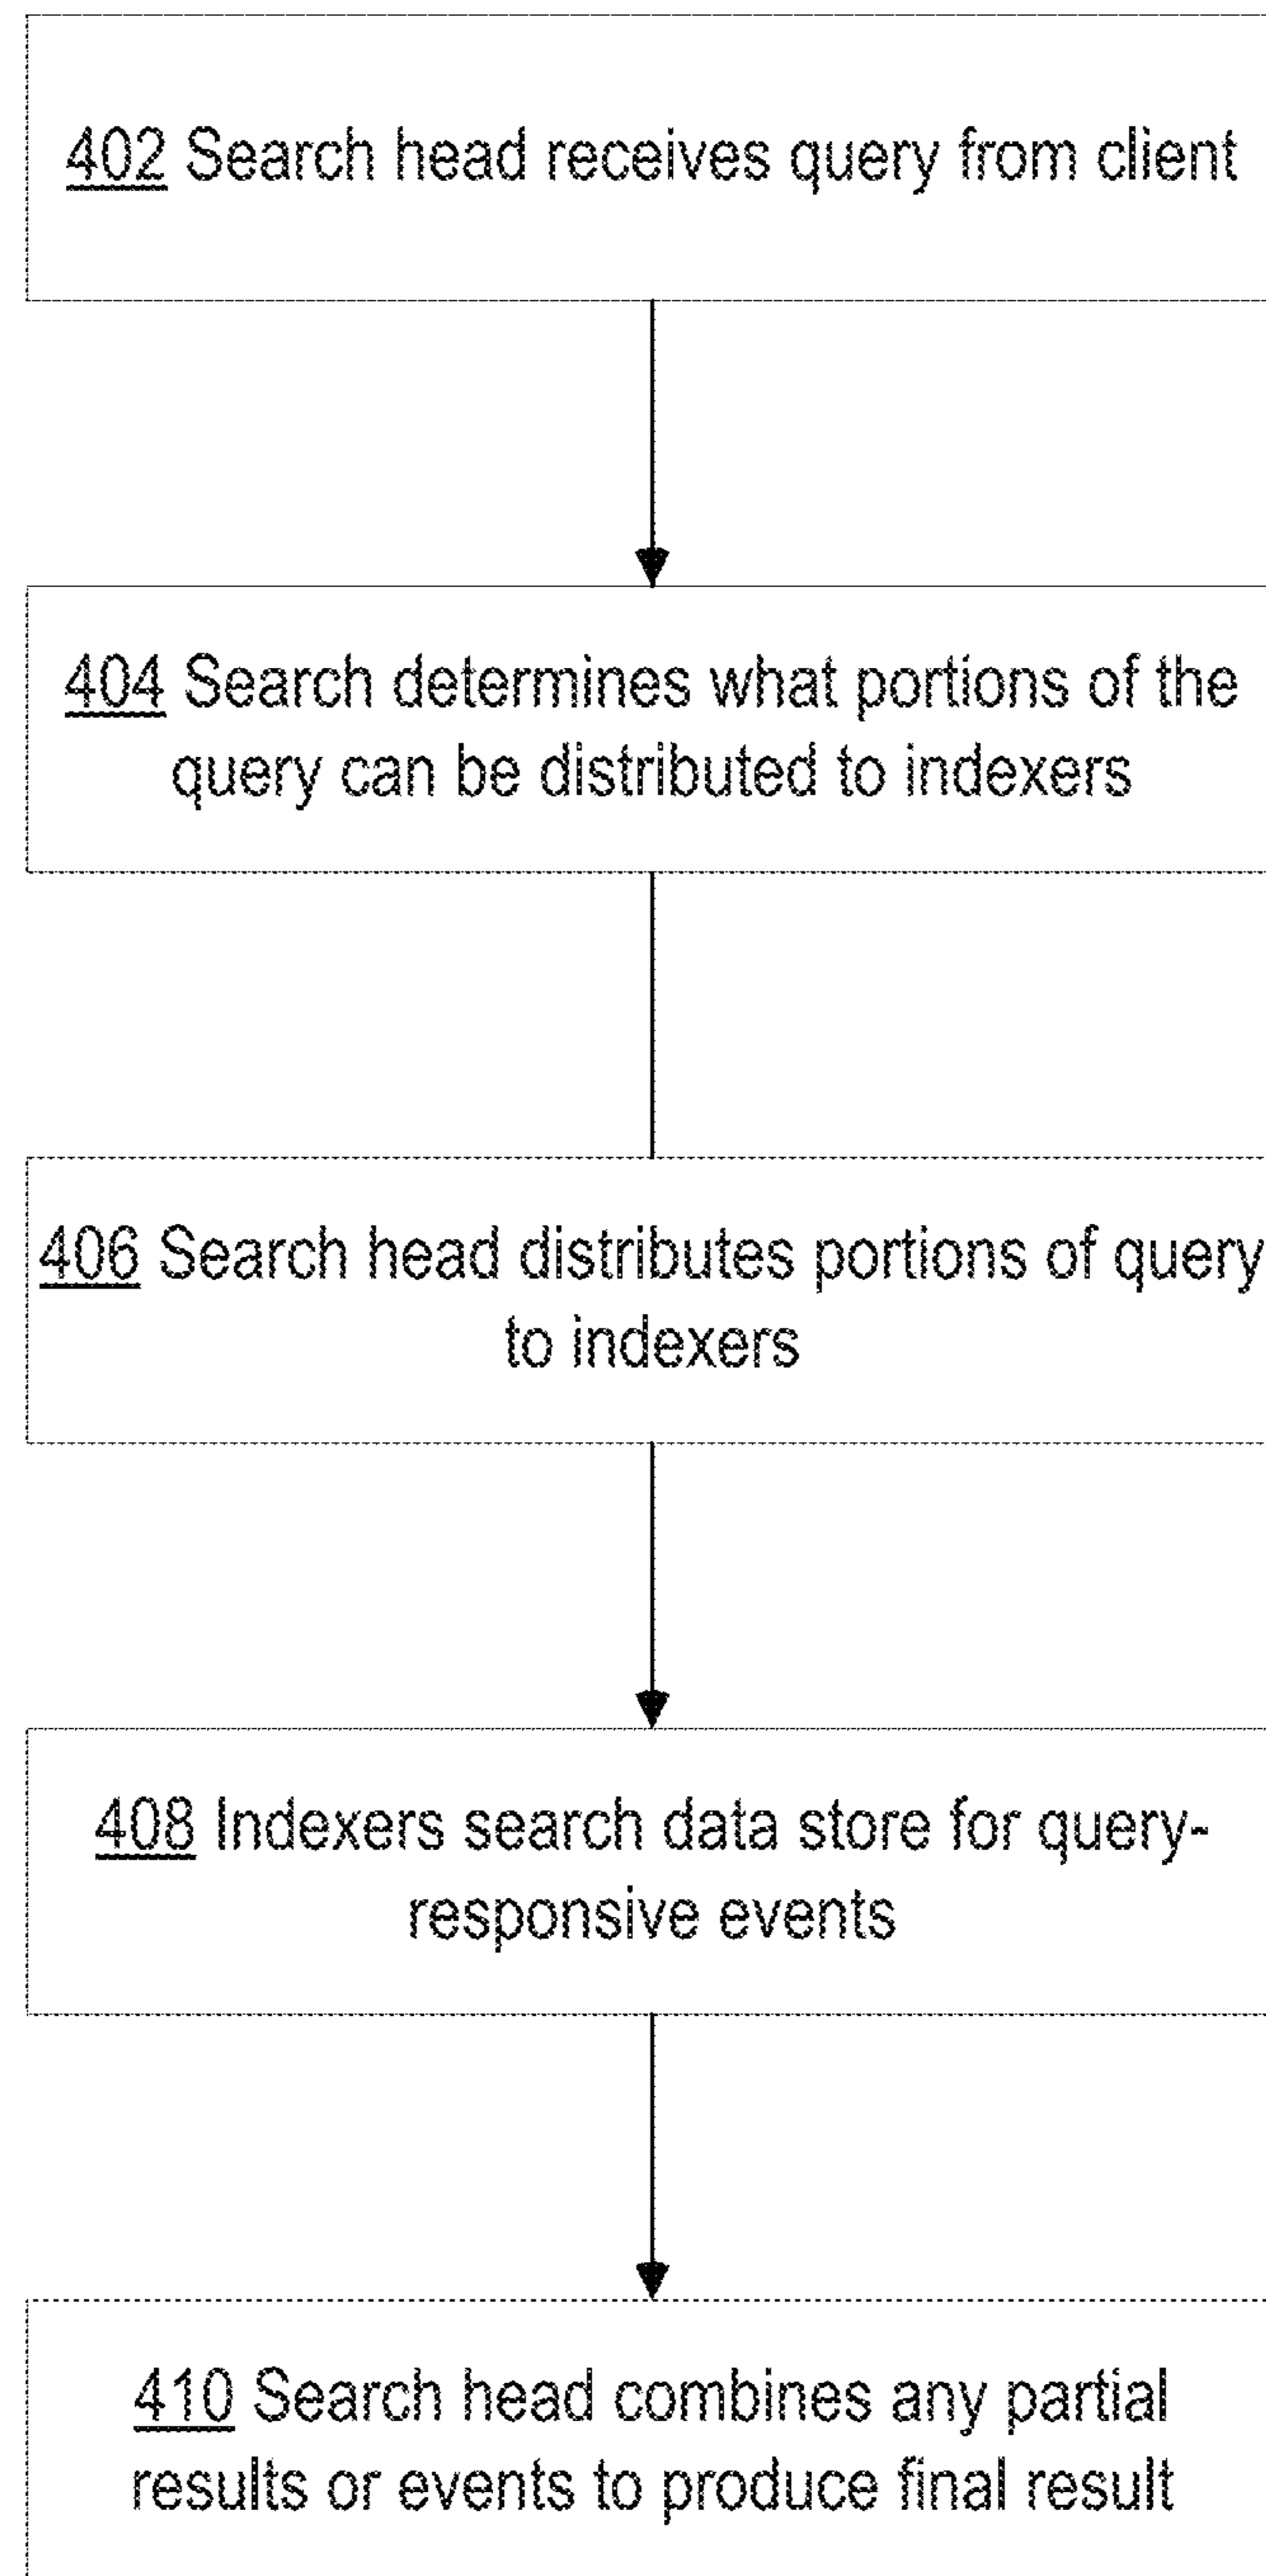 402 Search head receives query from client
404 Search determines what portions of the
query can be distributed to indexers
406 Search head distributes portions of query
to indexers
408 Indexers search data store for query-
responsive events
410 Search head combines any partial
results or events to produce final result